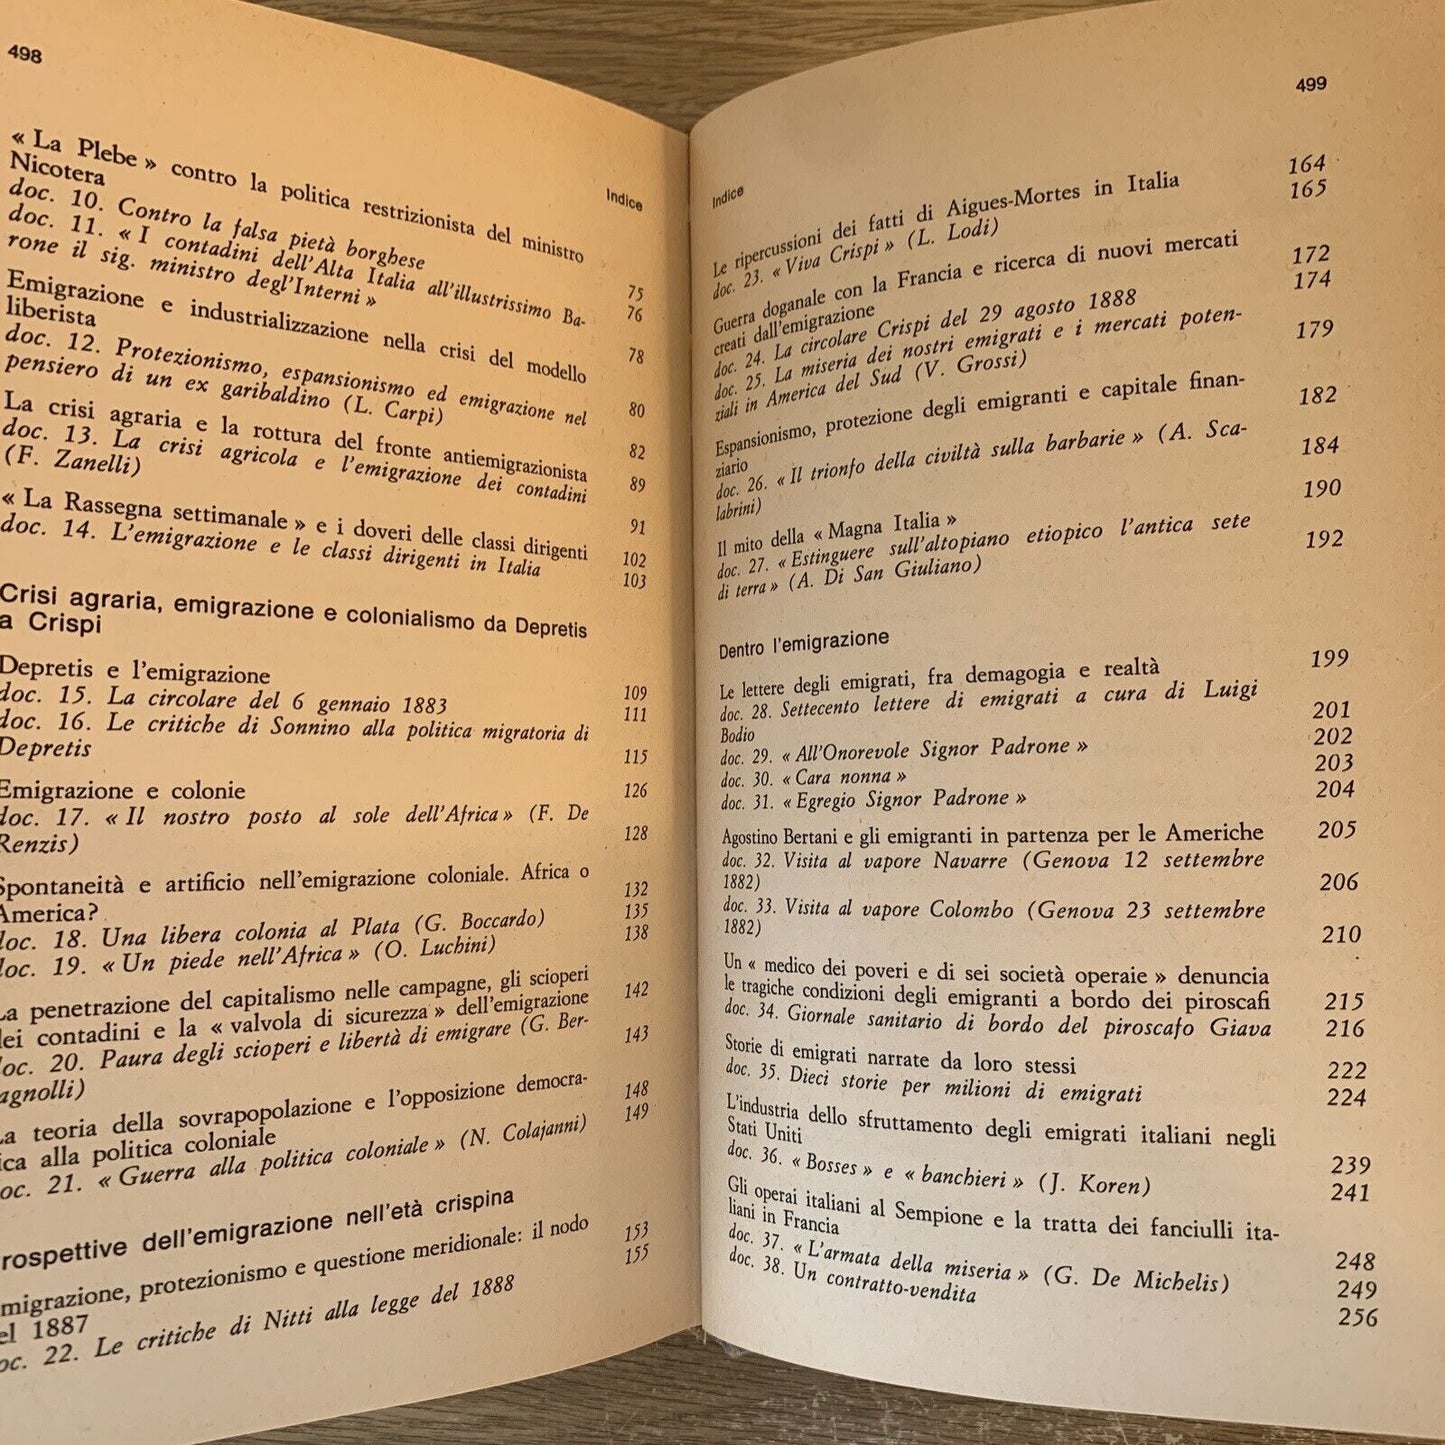 498
Indice
« La Plebe » contro la politica restrizionista del ministro
Nicotera 75
doc. 10. Contro la falsa pietà borghese 76
doc. 11. « I contadini dell'Alta Italia all'illustrissimo Ba-
rone il sig. ministro degl'Interni » 78
Emigrazione e industrializzazione nella crisi del modello
liberista 80
doc. 12. Protezionismo, espansionismo ed emigrazione nel
pensiero di un ex garibaldino (L. Carpi) 82
La crisi agraria e la rottura del fronte antiemigrazionista 89
doc. 13. La crisi agricola e l'emigrazione dei contadini
(F. Zanelli) 91
« La Rassegna settimanale » e i doveri delle classi dirigenti 102
doc. 14. L'emigrazione e le classi dirigenti in Italia 103
Crisi agraria, emigrazione e colonialismo da Depretis
a Crispi
Depretis e l'emigrazione 109
doc. 15. La circolare del 6 gennaio 1883 111
doc. 16. Le critiche di Sonnino alla politica migratoria di
Depretis 115
Emigrazione e colonie 126
doc. 17. « Il nostro posto al sole dell'Africa » (F. De
Renzis) 128
Spontaneità e artificio nell'emigrazione coloniale. Africa o
America? 132
doc. 18. Una libera colonia al Plata (G. Boccardo) 135
doc. 19. « Un piede nell'Africa » (O. Luchini) 138
La penetrazione del capitalismo nelle campagne, gli scioperi
dei contadini e la « valvola di sicurezza » dell'emigrazione 142
doc. 20. Paura degli scioperi e libertà di emigrare (G. Ber-
agnolli) 143
La teoria della sovrapopolazione e l'opposizione democra-
ica alla politica coloniale 148
oc. 21. « Guerra alla politica coloniale » (N. Colajanni) 149
rospettive dell'emigrazione nell'età crispina
migrazione, protezionismo e questione meridionale: il nodo
el 1887 153
oc. 22. Le critiche di Nitti alla legge del 1888 155
499
Indice
Le ripercussioni dei fatti di Aigues-Mortes in Italia 164
doc. 23. « Viva Crispi » (L. Lodi) 165
Guerra doganale con la Francia e ricerca di nuovi mercati
creati dall'emigrazione 172
doc. 24. La circolare Crispi del 29 agosto 1888 174
doc. 25. La miseria dei nostri emigrati e i mercati poten-
ziali in America del Sud (V. Grossi) 179
Espansionismo, protezione degli emigranti e capitale finan-
ziario 182
doc. 26. « Il trionfo della civiltà sulla barbarie » (A. Sca-
labrini) 184
Il mito della « Magna Italia » 190
doc. 27. « Estinguere sull'altopiano etiopico l'antica sete
di terra » (A. Di San Giuliano) 192
Dentro l'emigrazione
Le lettere degli emigrati, fra demagogia e realtà 199
doc. 28. Settecento lettere di emigrati a cura di Luigi
Bodio 201
doc. 29. « All'Onorevole Signor Padrone » 202
doc. 30. « Cara nonna » 203
doc. 31. « Egregio Signor Padrone » 204
Agostino Bertani e gli emigranti in partenza per le Americhe 205
doc. 32. Visita al vapore Navarre (Genova 12 settembre
1882) 206
doc. 33. Visita al vapore Colombo (Genova 23 settembre
1882) 210
Un « medico dei poveri e di sei società operaie » denuncia
le tragiche condizioni degli emigranti a bordo dei piroscafi 215
doc. 34. Giornale sanitario di bordo del piroscafo Giava 216
Storie di emigrati narrate da loro stessi 222
doc. 35. Dieci storie per milioni di emigrati 224
L'industria dello sfruttamento degli emigrati italiani negli
Stati Uniti 239
doc. 36. « Bosses » e « banchieri » (J. Koren) 241
Gli operai italiani al Sempione e la tratta dei fanciulli ita-
liani in Francia 248
doc. 37. « L'armata della miseria » (G. De Michelis) 249
doc. 38. Un contratto-vendita 256